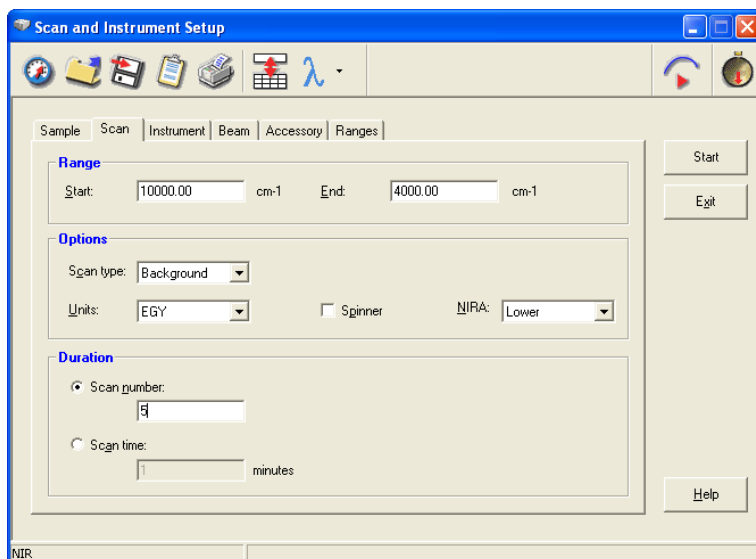 Scan and Instrument Setup
λ
Sample Scan Instrument Beam Accessory Ranges
Range
Start: 10000.00 cm-1 End: 4000.00 cm-1
Options
Scan type: Background
Units: EGY Spinner NIRA: Lower
Duration
Scan number:
5
Scan time:
1 minutes
Start
Exit
Help
NIR